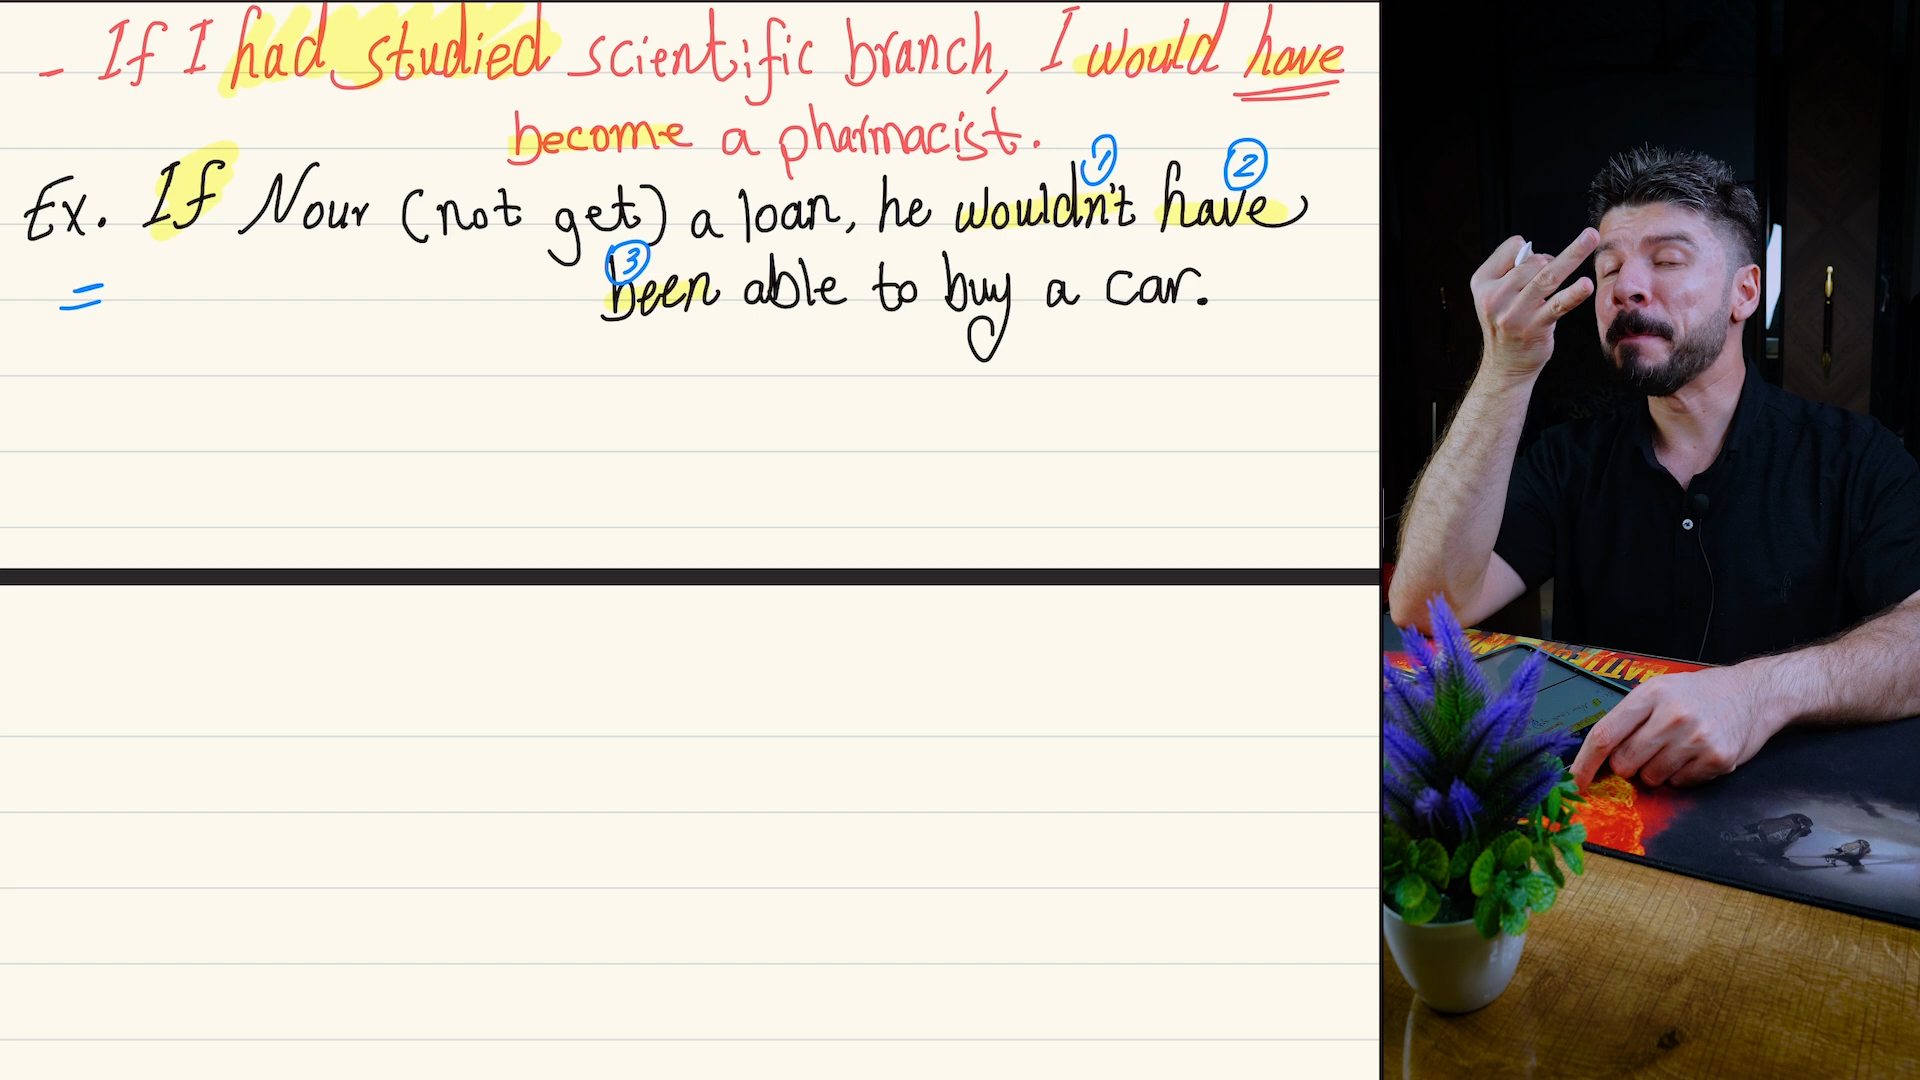 - If I had studied scientific branch, I would have
become a pharmacist.
Ex. If Nour (not get) a loan, he wouldn't have
1 2
been able to buy a car.
3
=